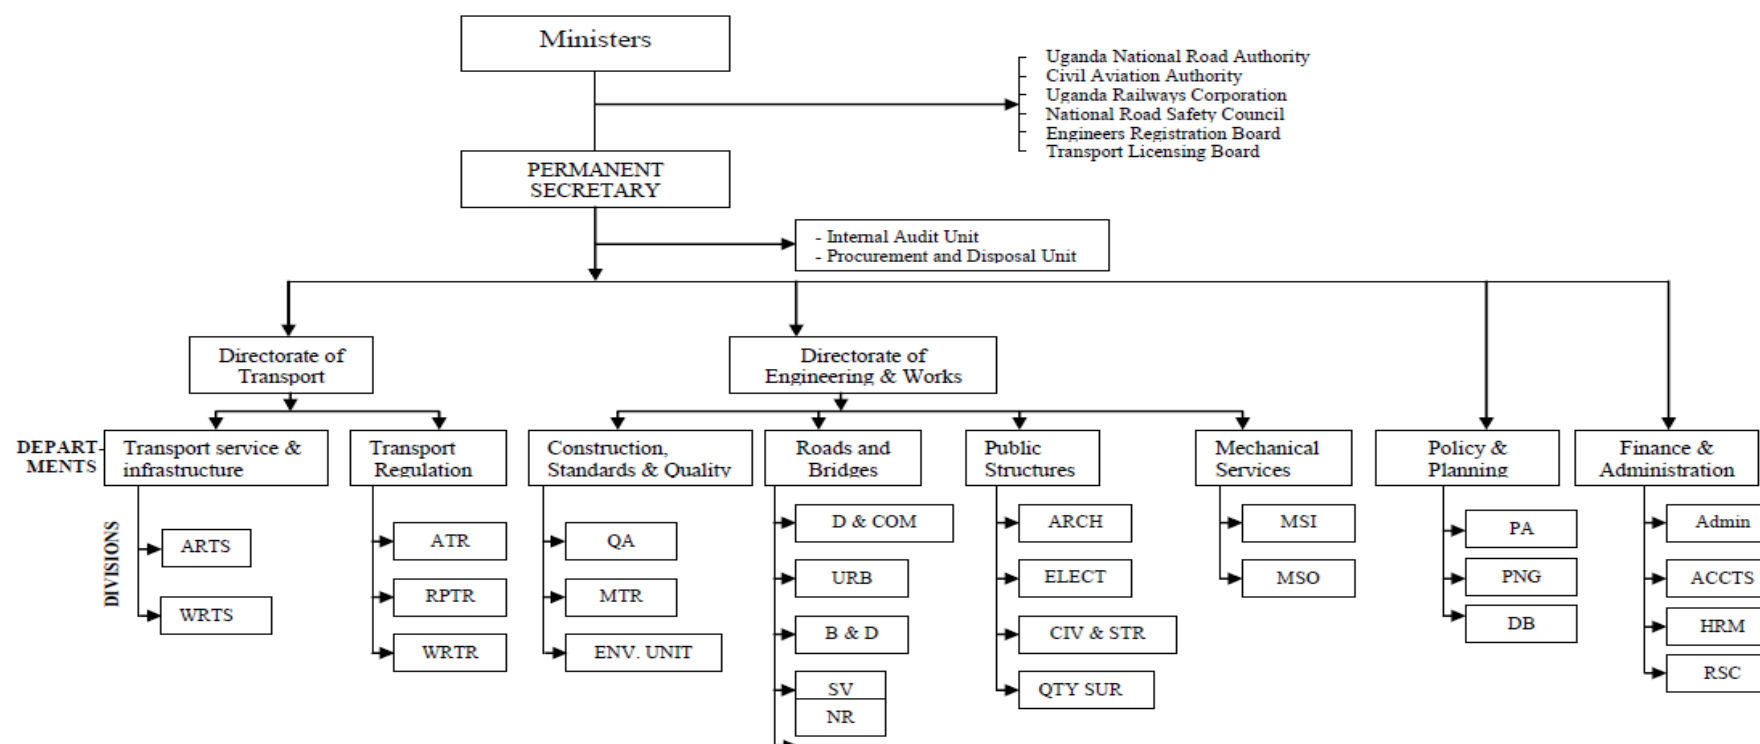 Ministers
Uganda National Road Authority
Civil Aviation Authority
Uganda Railways Corporation
National Road Safety Council
Engineers Registration Board
Transport Licensing Board
PERMANENT
SECRETARY
- Internal Audit Unit
- Procurement and Disposal Unit
Directorate of
Transport
Directorate of
Engineering & Works
DEPART-
MENTS
Transport service &
infrastructure
Transport
Regulation
Construction,
Standards & Quality
Roads and
Bridges
Public
Structures
Mechanical
Services
Policy &
Planning
Finance &
Administration
DIVISIONS
ARTS
WRTS
ATR
RPTR
WRTR
QA
MTR
ENV. UNIT
D & COM
URB
B & D
SV
NR
ARCH
ELECT
CIV & STR
QTY SUR
MSI
MSO
PA
PNG
DB
Admin
ACCTS
HRM
RSC